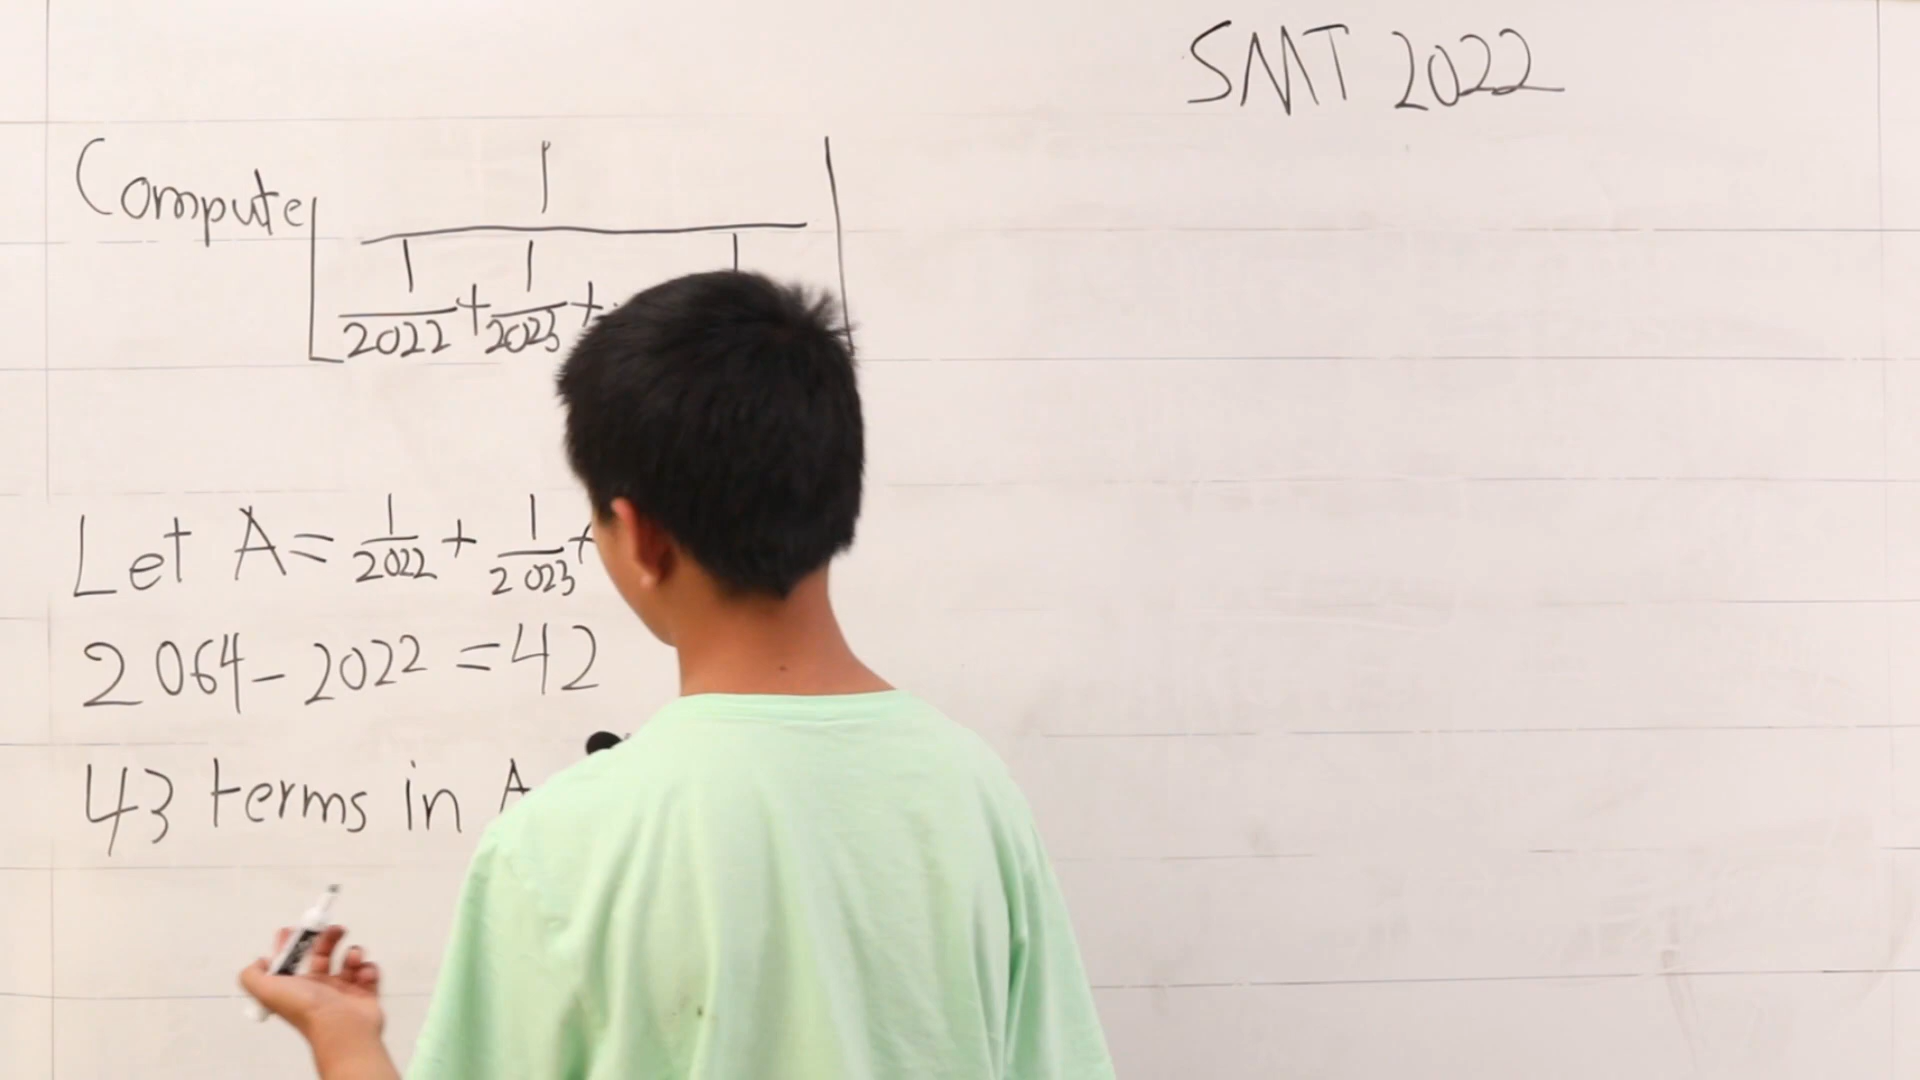 SMT 2022
Compute ⌊ 1
1 1 1
2022 + 2023 +
Let A = 1/2022 + 1/2023 +
2064 - 2022 = 42
43 terms in A